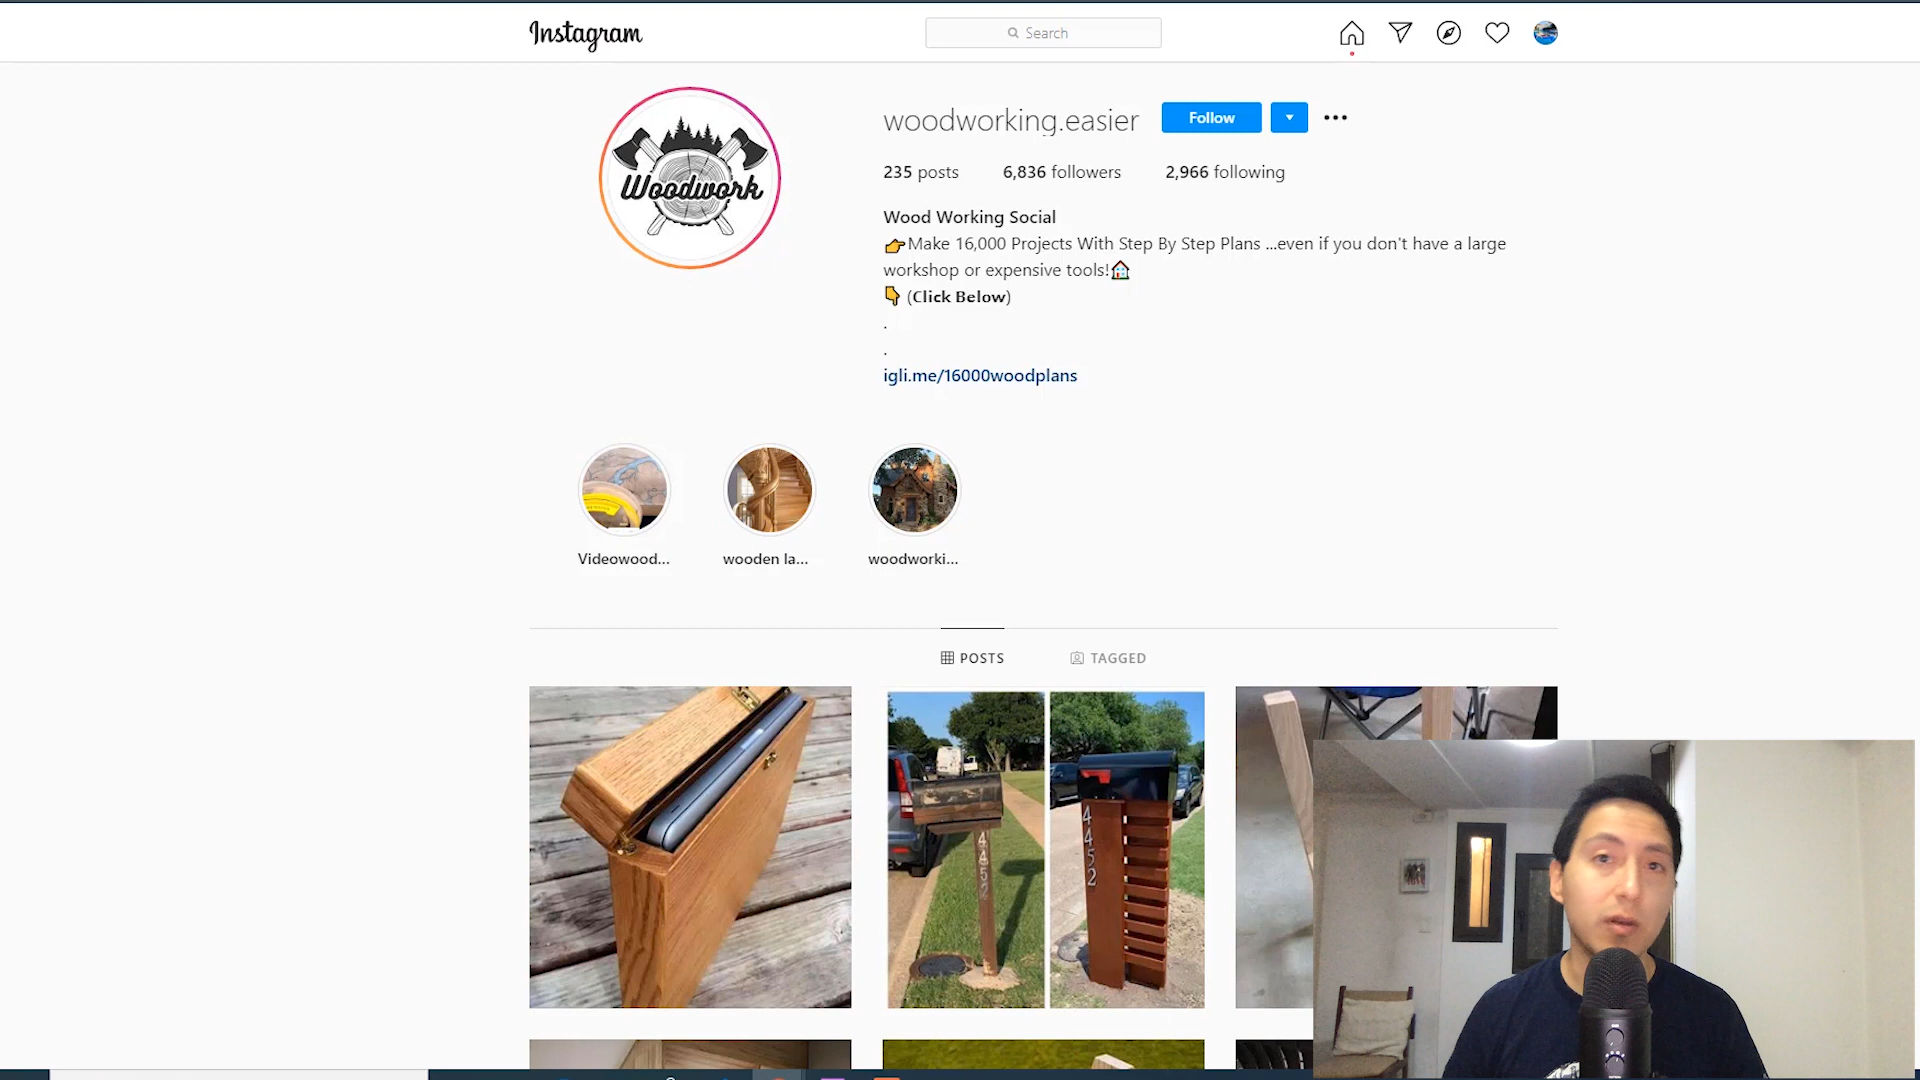 Instagram
Search
Woodwork
woodworking.easier
Follow
235 posts 6,836 followers 2,966 following
Wood Working Social
👉Make 16,000 Projects With Step By Step Plans ...even if you don't have a large
workshop or expensive tools!🏠
👇 (Click Below)
.
.
igli.me/16000woodplans
Videowood... wooden la... woodworki...
POSTS TAGGED
4452
4452